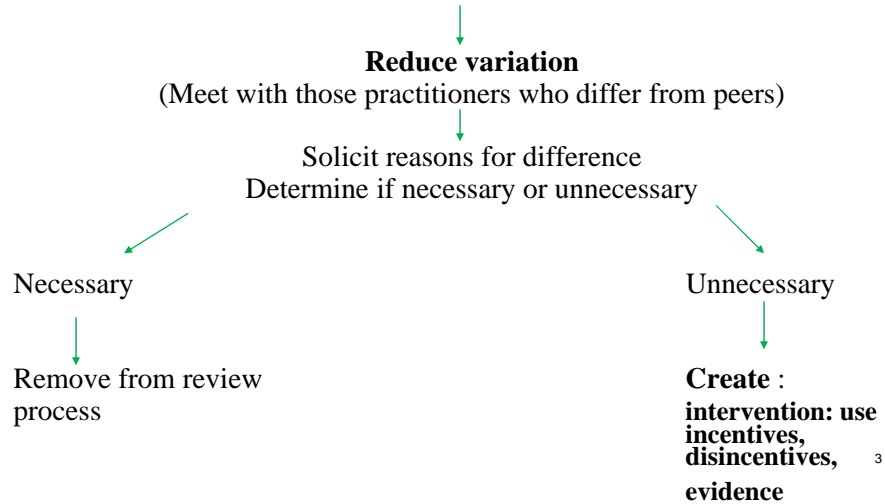 Reduce variation
(Meet with those practitioners who differ from peers)
Solicit reasons for difference
Determine if necessary or unnecessary
Necessary
Unnecessary
Remove from review
process
Create :
intervention: use
incentives,
disincentives,
evidence
3